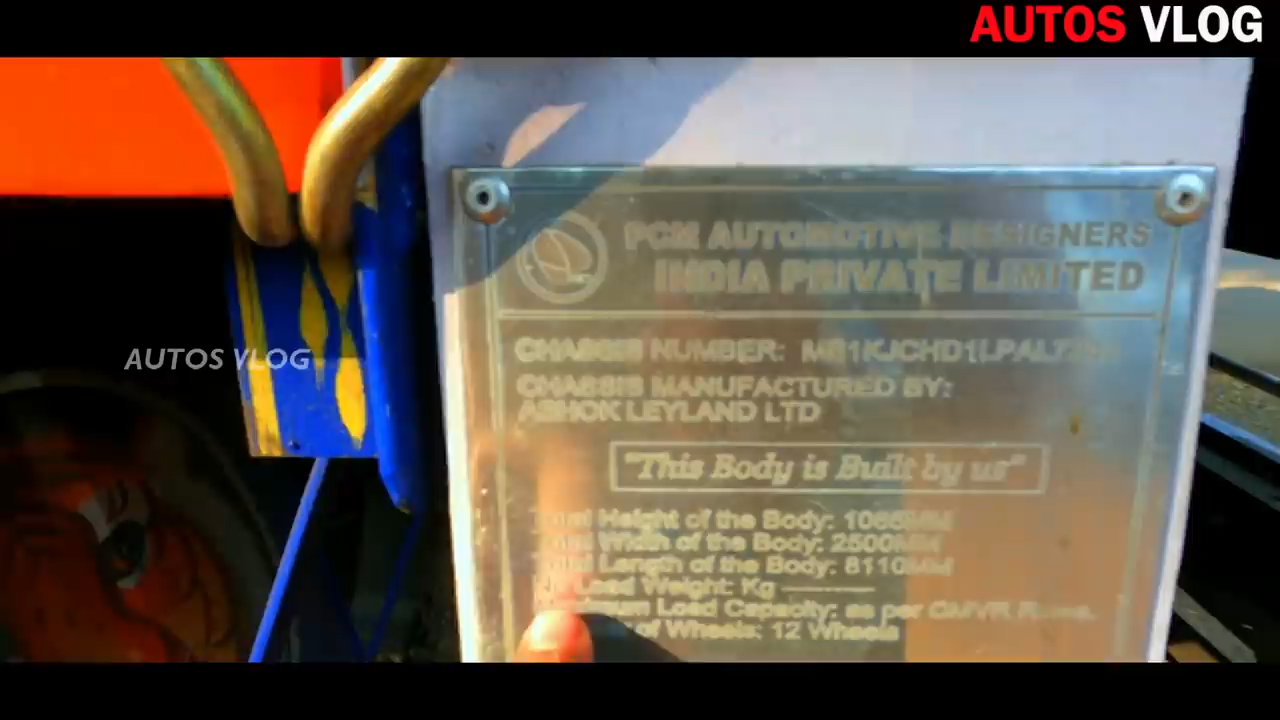 AUTOS VLOG
PCM AUTOMOTIVE DESIGNERS
INDIA PRIVATE LIMITED
CHASSIS NUMBER:
CHASSIS MANUFACTURED BY:
ASHOK LEYLAND LTD
AUTOS VLOG
"This Body is Built by us"
Height of the Body:
Width of the Body: 2500MM
Length of the Body: 8110MM
Load Weight: Kg
Load Capacity: as per CMVR
of Wheels: 12 Wheels